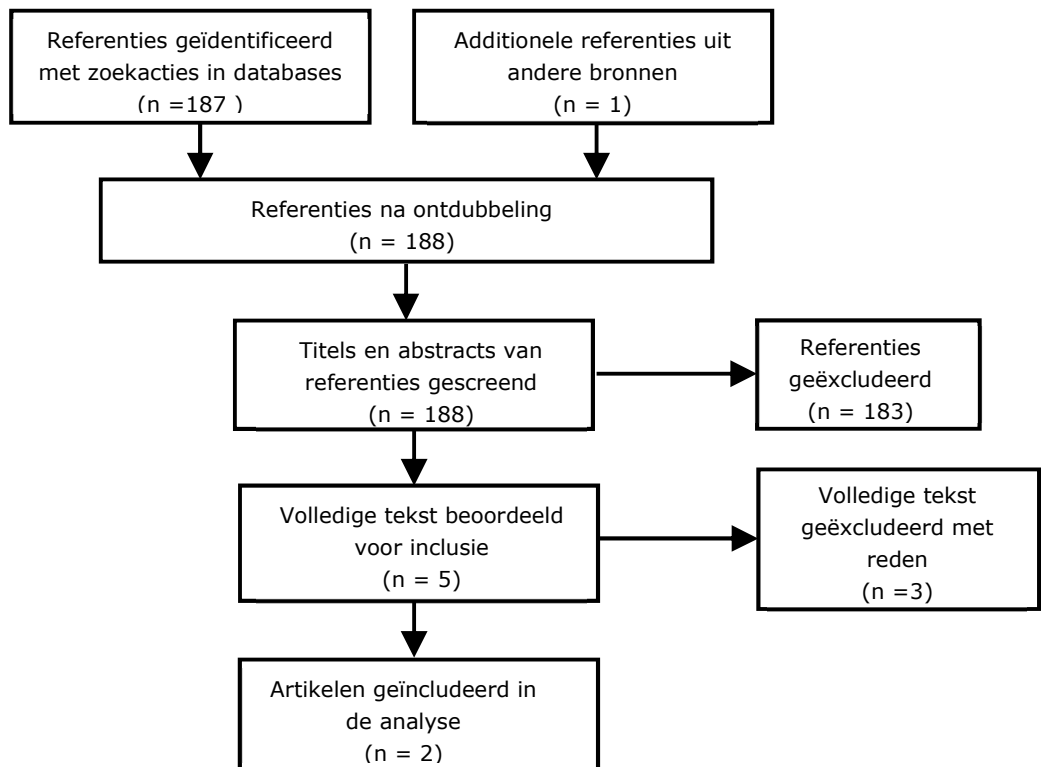 Referenties geïdentificeerd
met zoekacties in databases
(n =187 )
Additionele referenties uit
andere bronnen
(n = 1)
Referenties na ontdubbeling
(n = 188)
Titels en abstracts van
referenties gescreend
(n = 188)
Referenties
geëxcludeerd
(n = 183)
Volledige tekst beoordeeld
voor inclusie
(n = 5)
Volledige tekst
geëxcludeerd met
reden
(n =3)
Artikelen geïncludeerd in
de analyse
(n = 2)